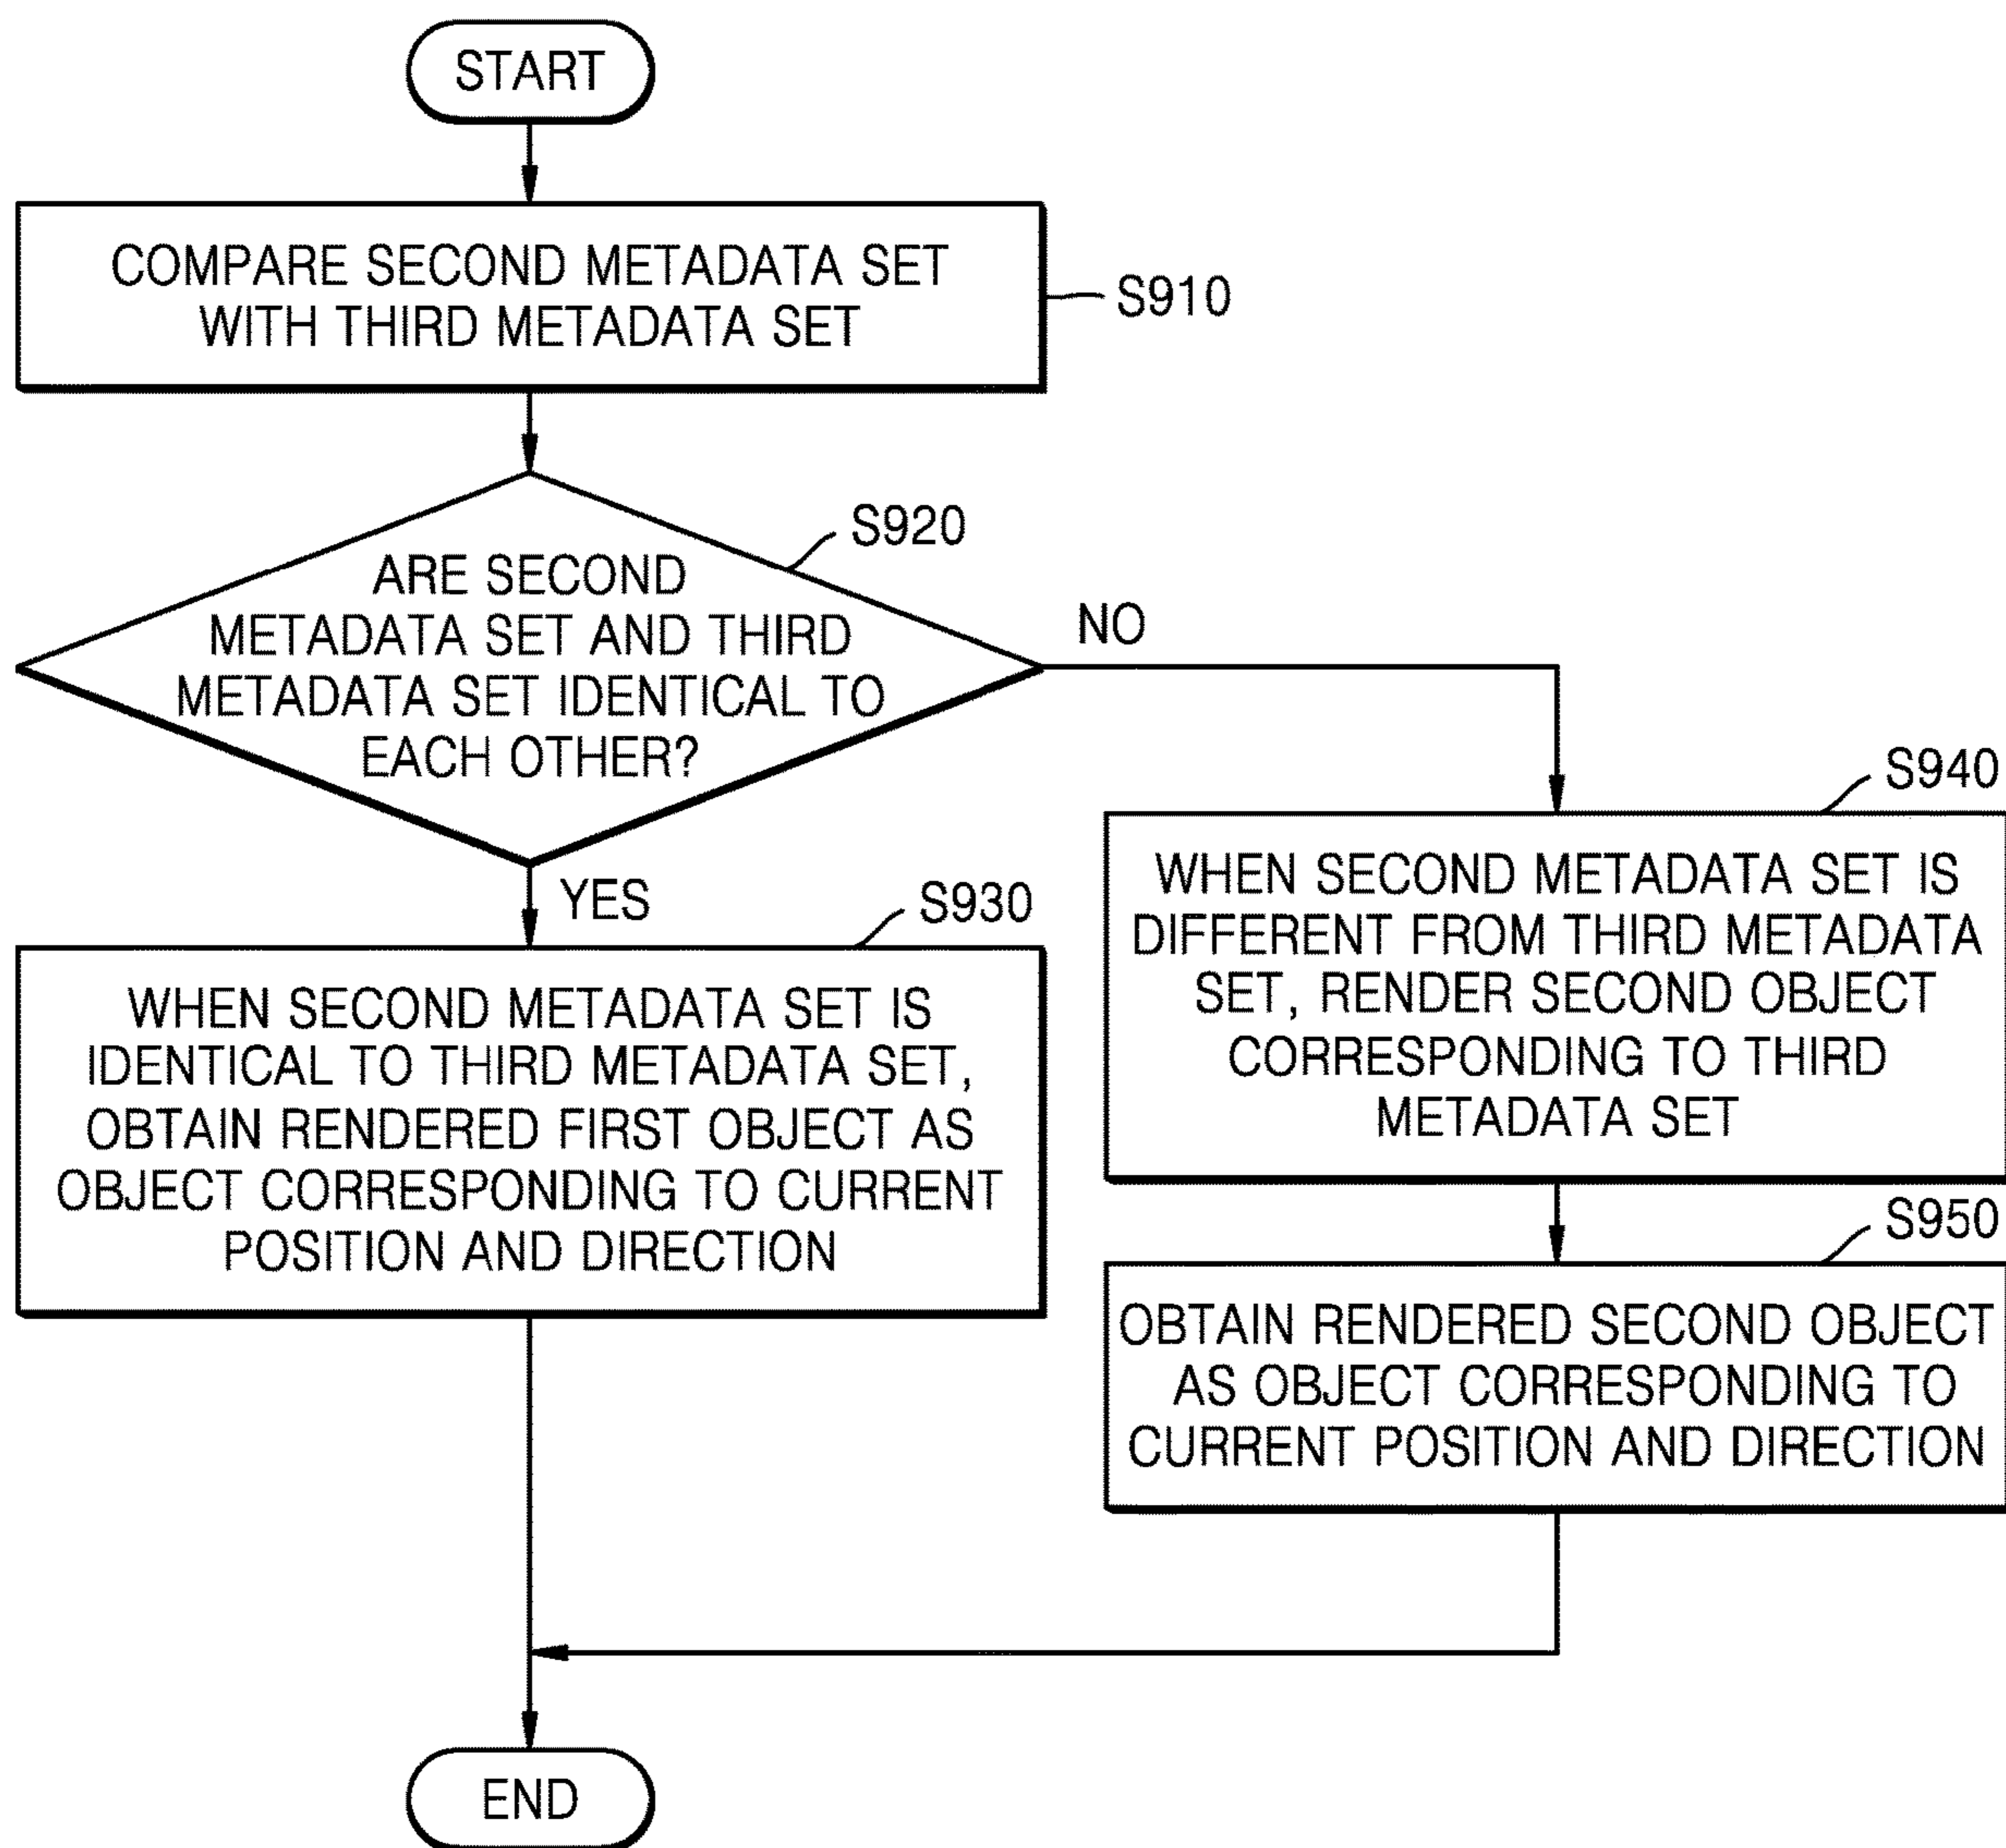 START
COMPARE SECOND METADATA SET
WITH THIRD METADATA SET
S910
S920
ARE SECOND
METADATA SET AND THIRD
METADATA SET IDENTICAL TO
EACH OTHER?
NO
YES
S930
WHEN SECOND METADATA SET IS
IDENTICAL TO THIRD METADATA SET,
OBTAIN RENDERED FIRST OBJECT AS
OBJECT CORRESPONDING TO CURRENT
POSITION AND DIRECTION
S940
WHEN SECOND METADATA SET IS
DIFFERENT FROM THIRD METADATA
SET, RENDER SECOND OBJECT
CORRESPONDING TO THIRD
METADATA SET
S950
OBTAIN RENDERED SECOND OBJECT
AS OBJECT CORRESPONDING TO
CURRENT POSITION AND DIRECTION
END